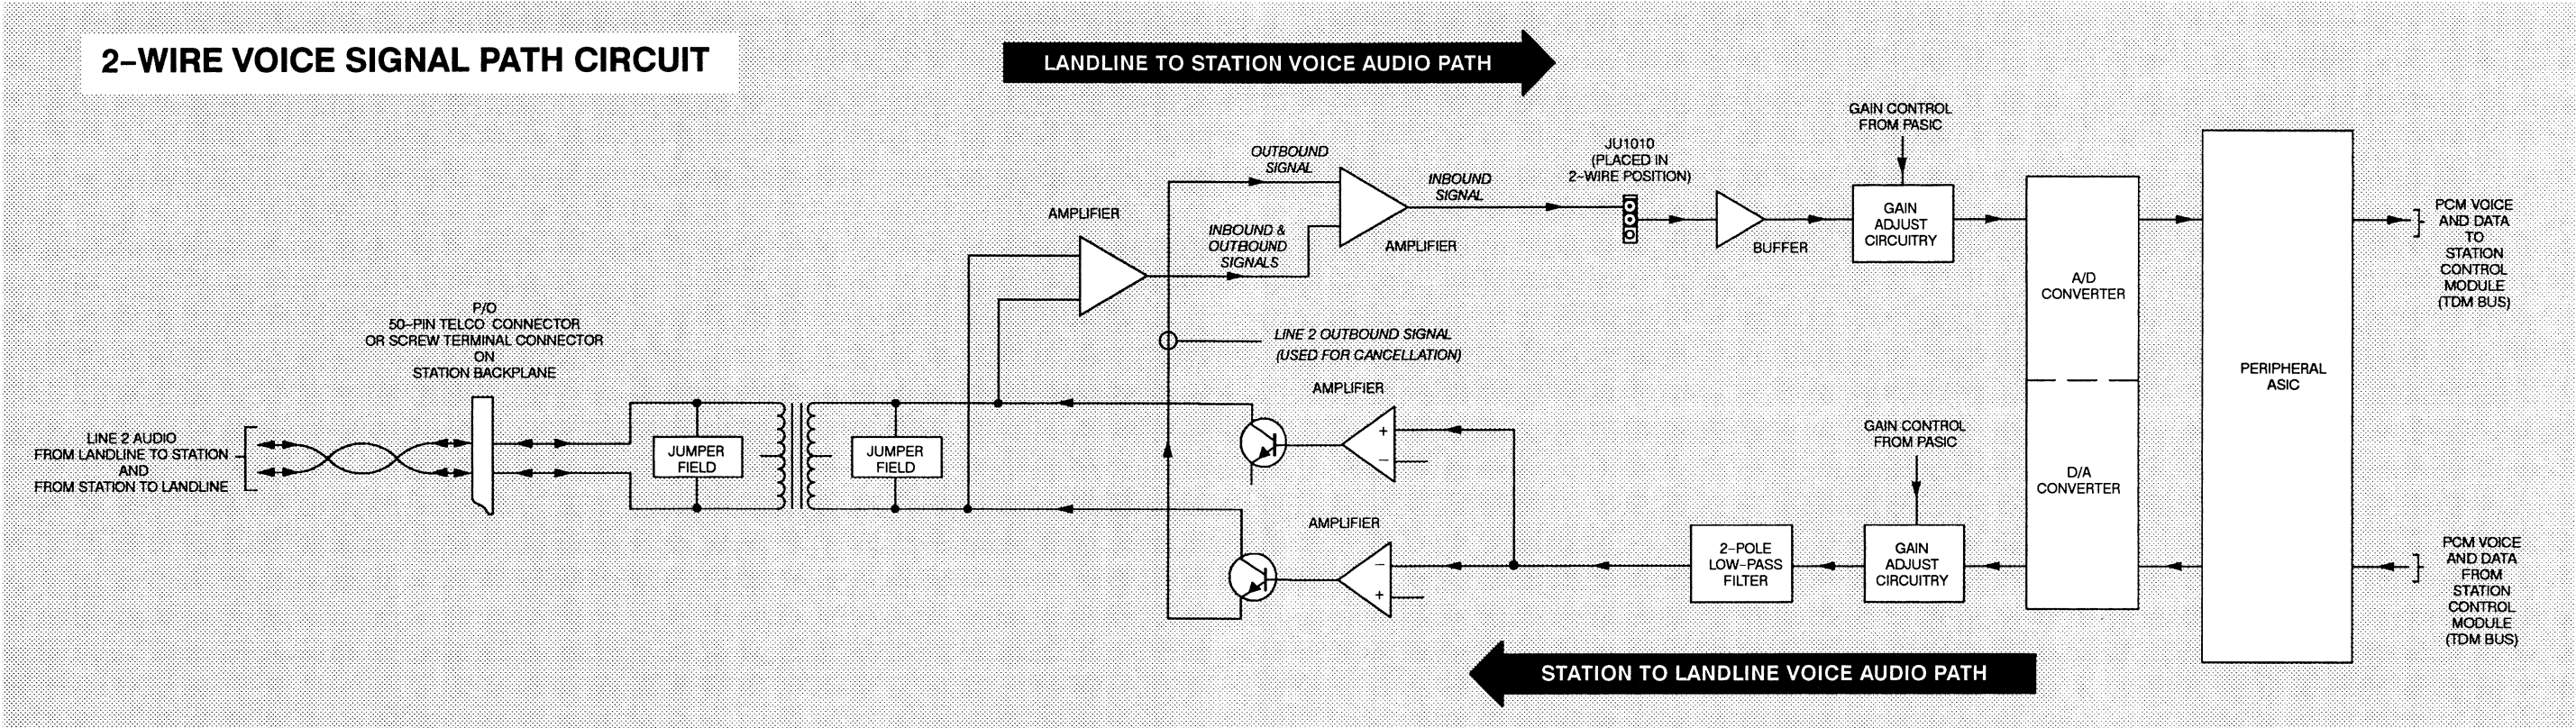 2-WIRE VOICE SIGNAL PATH CIRCUIT
LANDLINE TO STATION VOICE AUDIO PATH
GAIN CONTROL
FROM PASIC
OUTBOUND
SIGNAL
INBOUND
SIGNAL
JU1010
(PLACED IN
2-WIRE POSITION)
AMPLIFIER
INBOUND &
OUTBOUND
SIGNALS
AMPLIFIER
BUFFER
GAIN
ADJUST
CIRCUITRY
A/D
CONVERTER
PCM VOICE
AND DATA
TO
STATION
CONTROL
MODULE
(TDM BUS)
P/O
50-PIN TELCO CONNECTOR
OR SCREW TERMINAL CONNECTOR
ON
STATION BACKPLANE
LINE 2 OUTBOUND SIGNAL
(USED FOR CANCELLATION)
PERIPHERAL
ASIC
AMPLIFIER
+
−
LINE 2 AUDIO
FROM LANDLINE TO STATION
AND
FROM STATION TO LANDLINE
JUMPER
FIELD
JUMPER
FIELD
GAIN CONTROL
FROM PASIC
D/A
CONVERTER
AMPLIFIER
−
+
2-POLE
LOW-PASS
FILTER
GAIN
ADJUST
CIRCUITRY
PCM VOICE
AND DATA
FROM
STATION
CONTROL
MODULE
(TDM BUS)
STATION TO LANDLINE VOICE AUDIO PATH